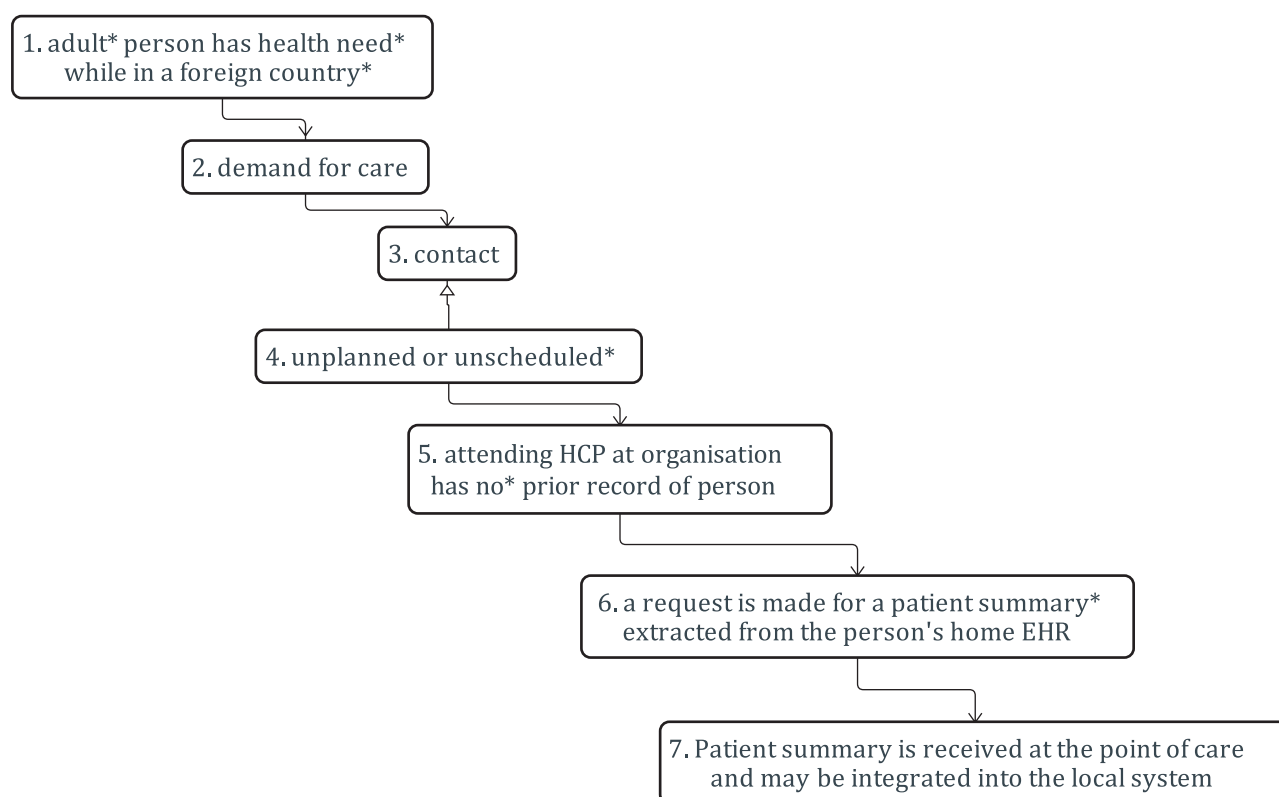 1. adult* person has health need*
while in a foreign country*
2. demand for care
3. contact
4. unplanned or unscheduled*
5. attending HCP at organisation
has no* prior record of person
6. a request is made for a patient summary*
extracted from the person's home EHR
7. Patient summary is received at the point of care
and may be integrated into the local system